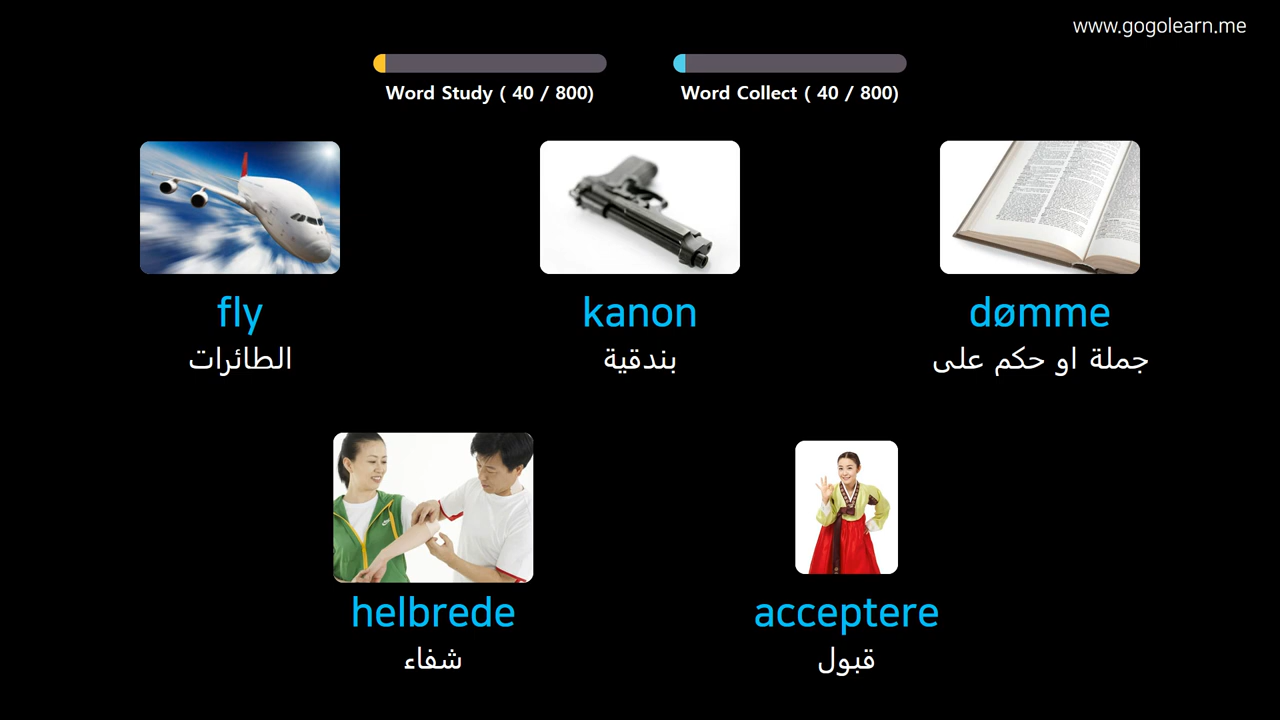 www.gogolearn.me
Word Study ( 40 / 800)
Word Collect ( 40 / 800)
fly
الطائرات
kanon
بندقية
dømme
جملة او حكم على
helbrede
شفاء
acceptere
قبول